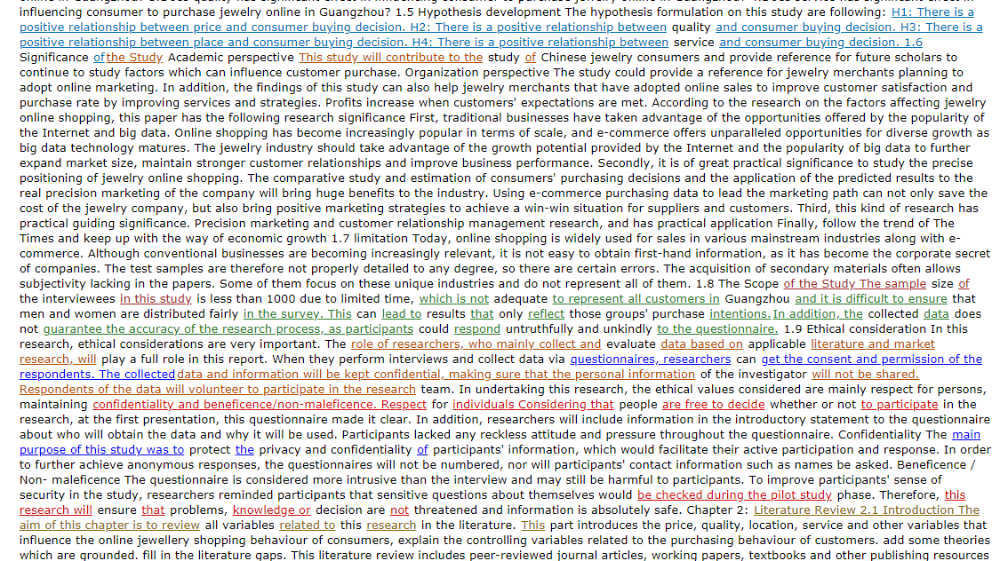 influencing consumer to purchase jewelry online in Guangzhou? 1.5 Hypothesis development The hypothesis formulation on this study are following: H1: There is a
positive relationship between price and consumer buying decision. H2: There is a positive relationship between quality and consumer buying decision. H3: There is a
positive relationship between place and consumer buying decision. H4: There is a positive relationship between service and consumer buying decision. 1.6
Significance of the Study Academic perspective This study will contribute to the study of Chinese jewelry consumers and provide reference for future scholars to
continue to study factors which can influence customer purchase. Organization perspective The study could provide a reference for jewelry merchants planning to
adopt online marketing. In addition, the findings of this study can also help jewelry merchants that have adopted online sales to improve customer satisfaction and
purchase rate by improving services and strategies. Profits increase when customers' expectations are met. According to the research on the factors affecting jewelry
online shopping, this paper has the following research significance First, traditional businesses have taken advantage of the opportunities offered by the popularity of
the Internet and big data. Online shopping has become increasingly popular in terms of scale, and e-commerce offers unparalleled opportunities for diverse growth as
big data technology matures. The jewelry industry should take advantage of the growth potential provided by the Internet and the popularity of big data to further
expand market size, maintain stronger customer relationships and improve business performance. Secondly, it is of great practical significance to study the precise
positioning of jewelry online shopping. The comparative study and estimation of consumers' purchasing decisions and the application of the predicted results to the
real precision marketing of the company will bring huge benefits to the industry. Using e-commerce purchasing data to lead the marketing path can not only save the
cost of the jewelry company, but also bring positive marketing strategies to achieve a win-win situation for suppliers and customers. Third, this kind of research has
practical guiding significance. Precision marketing and customer relationship management research, and has practical application Finally, follow the trend of The
Times and keep up with the way of economic growth 1.7 limitation Today, online shopping is widely used for sales in various mainstream industries along with e-
commerce. Although conventional businesses are becoming increasingly relevant, it is not easy to obtain first-hand information, as it has become the corporate secret
of companies. The test samples are therefore not properly detailed to any degree, so there are certain errors. The acquisition of secondary materials often allows
subjectivity lacking in the papers. Some of them focus on these unique industries and do not represent all of them. 1.8 The Scope of the Study The sample size of
the interviewees in this study is less than 1000 due to limited time, which is not adequate to represent all customers in Guangzhou and it is difficult to ensure that
men and women are distributed fairly in the survey. This can lead to results that only reflect those groups' purchase intentions. In addition, the collected data does
not guarantee the accuracy of the research process, as participants could respond untruthfully and unkindly to the questionnaire. 1.9 Ethical consideration In this
research, ethical considerations are very important. The role of researchers, who mainly collect and evaluate data based on applicable literature and market
research, will play a full role in this report. When they perform interviews and collect data via questionnaires, researchers can get the consent and permission of the
respondents. The collected data and information will be kept confidential, making sure that the personal information of the investigator will not be shared.
Respondents of the data will volunteer to participate in the research team. In undertaking this research, the ethical values considered are mainly respect for persons,
maintaining confidentiality and beneficence/non-maleficence. Respect for individuals Considering that people are free to decide whether or not to participate in the
research, at the first presentation, this questionnaire made it clear. In addition, researchers will include information in the introductory statement to the questionnaire
about who will obtain the data and why it will be used. Participants lacked any reckless attitude and pressure throughout the questionnaire. Confidentiality The main
purpose of this study was to protect the privacy and confidentiality of participants' information, which would facilitate their active participation and response. In order
to further achieve anonymous responses, the questionnaires will not be numbered, nor will participants' contact information such as names be asked. Beneficence /
Non- maleficence The questionnaire is considered more intrusive than the interview and may still be harmful to participants. To improve participants' sense of
security in the study, researchers reminded participants that sensitive questions about themselves would be checked during the pilot study phase. Therefore, this
research will ensure that problems, knowledge or decision are not threatened and information is absolutely safe. Chapter 2: Literature Review 2.1 Introduction The
aim of this chapter is to review all variables related to this research in the literature. This part introduces the price, quality, location, service and other variables that
influence the online jewellery shopping behaviour of consumers, explain the controlling variables related to the purchasing behaviour of customers. add some theories
which are grounded. fill in the literature gaps. This literature review includes peer-reviewed journal articles, working papers, textbooks and other publishing resources